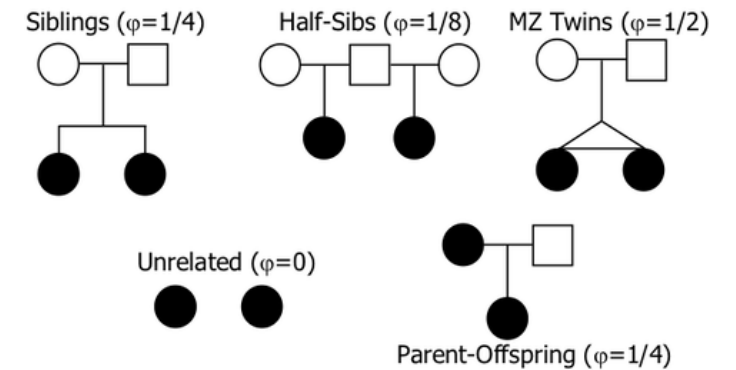 Siblings (φ=1/4)
Half-Sibs (φ=1/8)
MZ Twins (φ=1/2)
Unrelated (φ=0)
Parent-Offspring (φ=1/4)